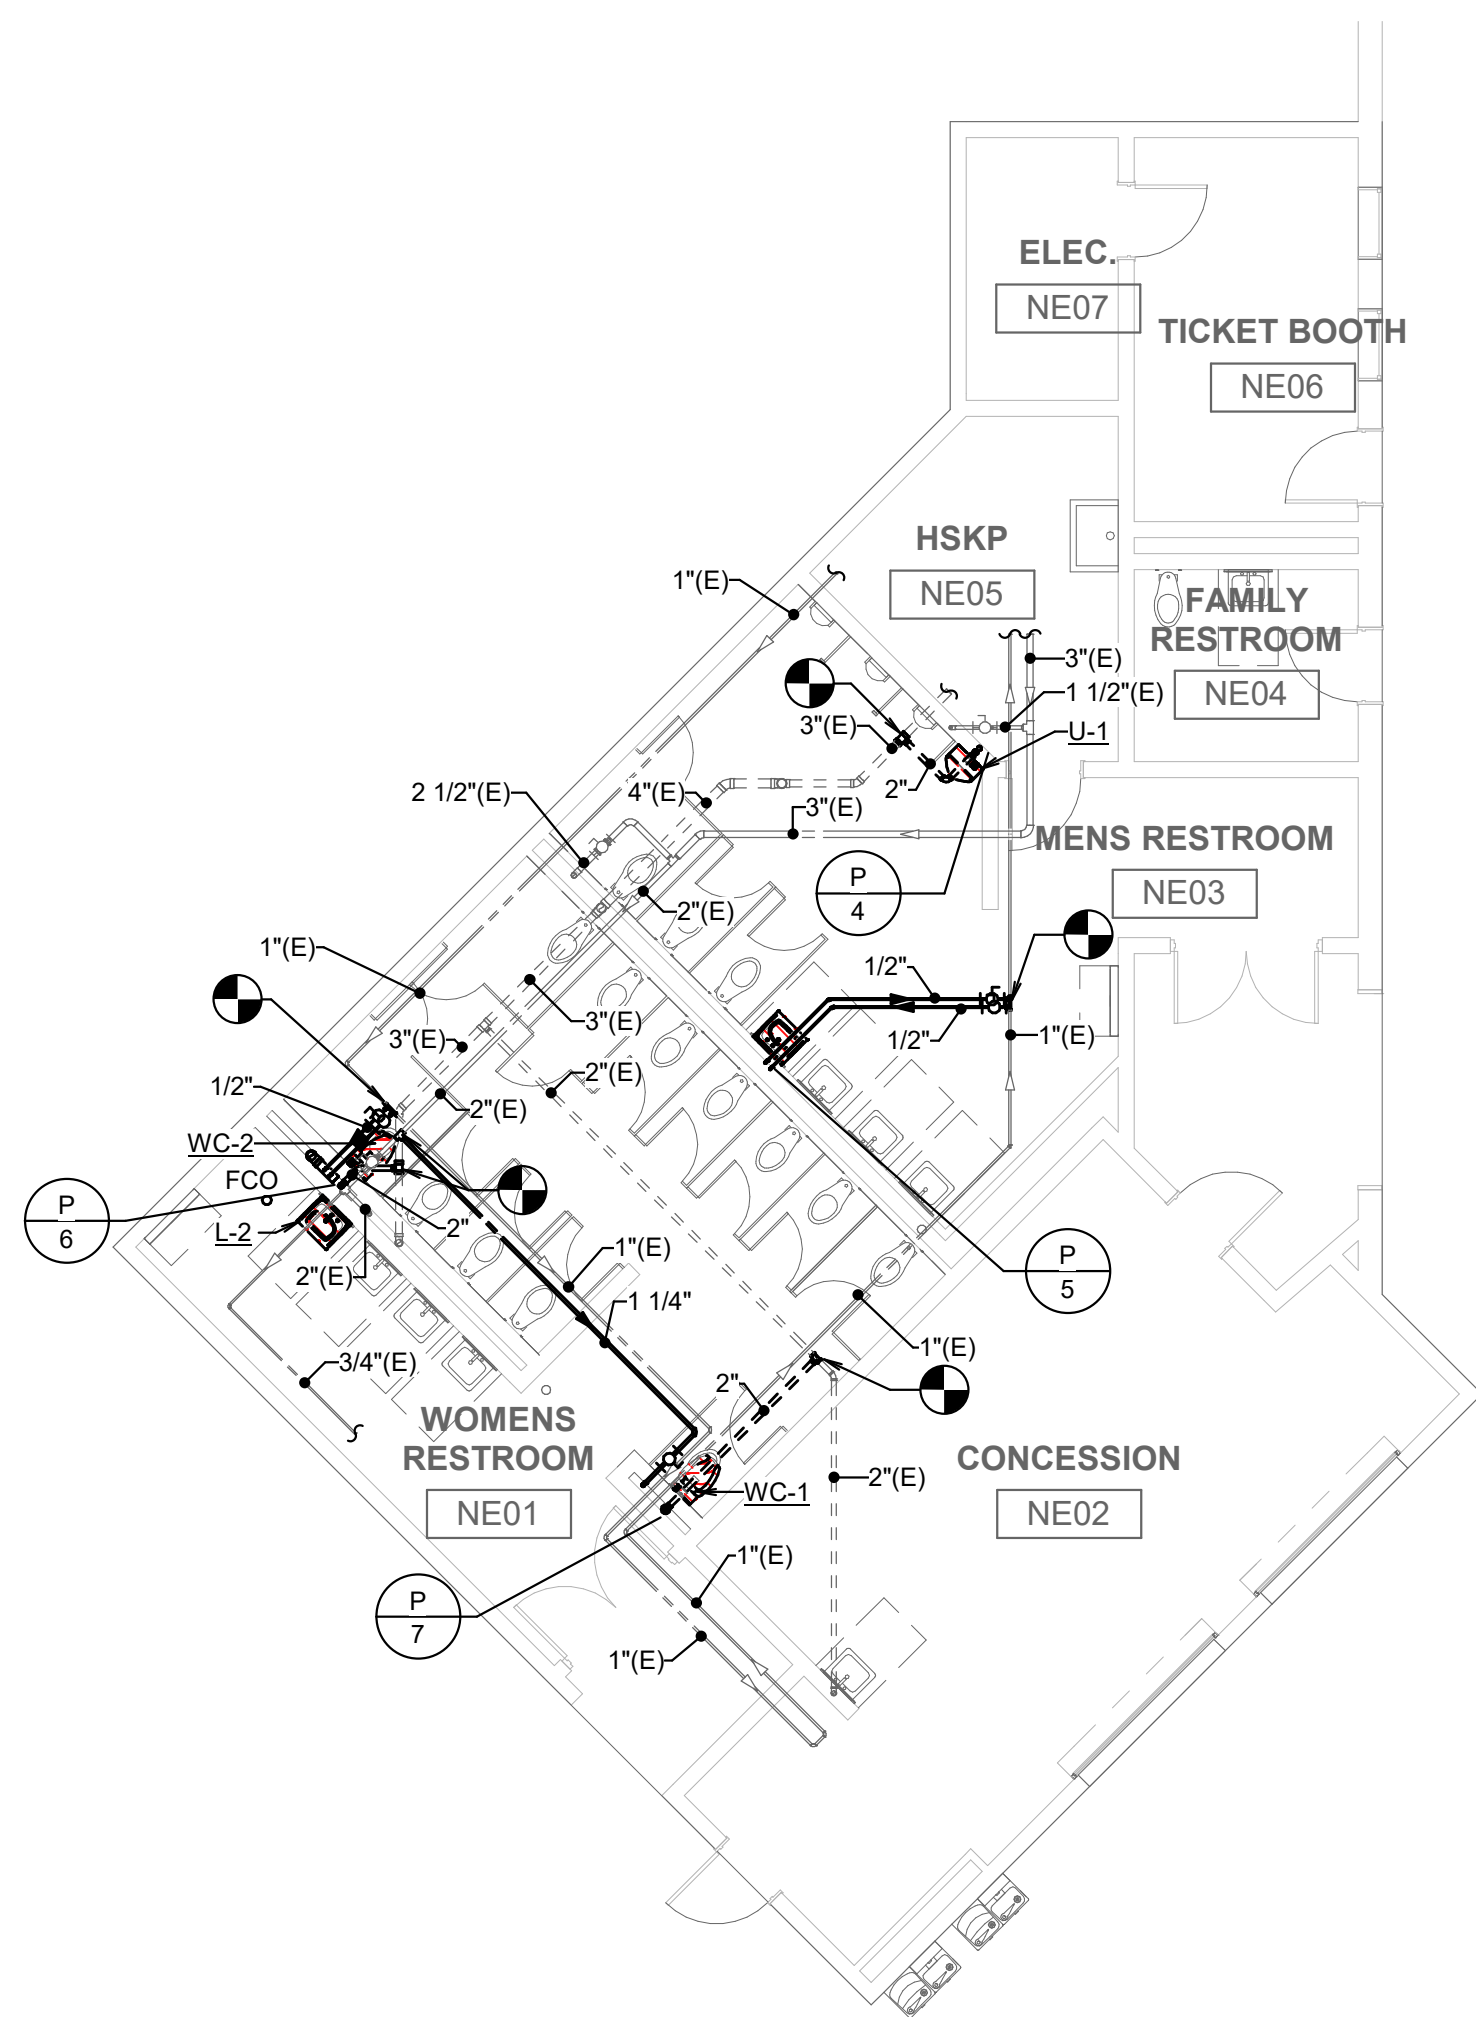 ELEC.
NE07
TICKET BOOTH
NE06
HSKP
NE05
1"(E)
FAMILY
RESTROOM
NE04
3"(E)
1 1/2"(E)
U-1
3"(E)
2"
2 1/2"(E)
4"(E)
3"(E)
MENS RESTROOM
NE03
P
4
2"(E)
1"(E)
1/2"
3"(E)
3"(E)
1/2"
1"(E)
1/2"
2"(E)
2"(E)
WC-2
FCO
P
6
L-2
2"
2"(E)
1"(E)
P
5
1 1/4"
1"(E)
3/4"(E)
2"
WOMENS
RESTROOM
NE01
CONCESSION
NE02
2"(E)
WC-1
1"(E)
P
7
1"(E)